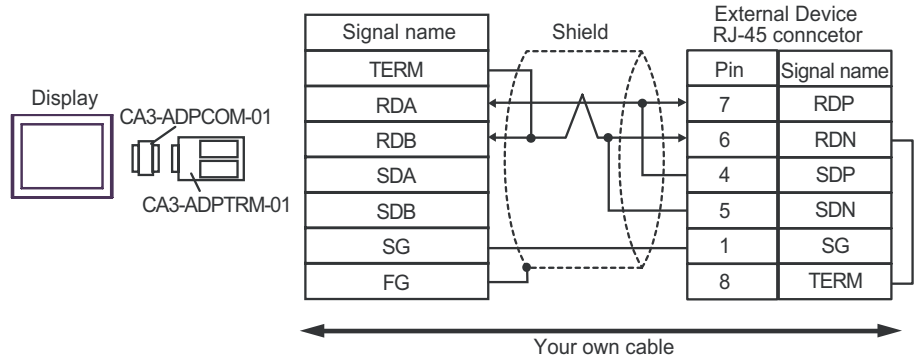 Display
CA3-ADPCOM-01
CA3-ADPTRM-01
Signal name
TERM
RDA
RDB
SDA
SDB
SG
FG
Shield
External Device
RJ-45 conncetor
Pin Signal name
7 RDP
6 RDN
4 SDP
5 SDN
1 SG
8 TERM
Your own cable